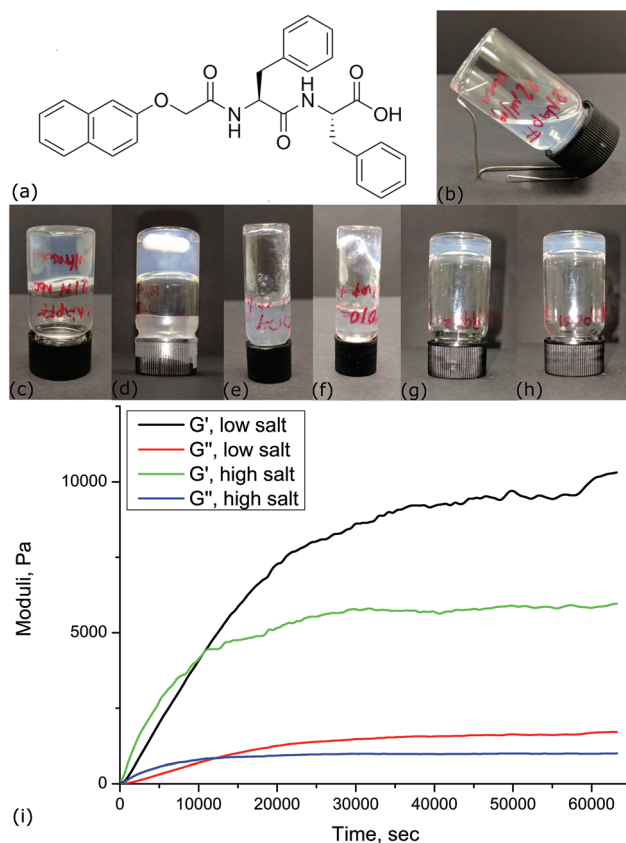 O
H
N
O
O
N
H
O
OH
(a)
(b)
(c)
(d)
(e)
(f)
(g)
(h)
G', low salt
G'', low salt
G', high salt
G'', high salt
10000
5000
0
Moduli, Pa
0 10000 20000 30000 40000 50000 60000
Time, sec
(i)